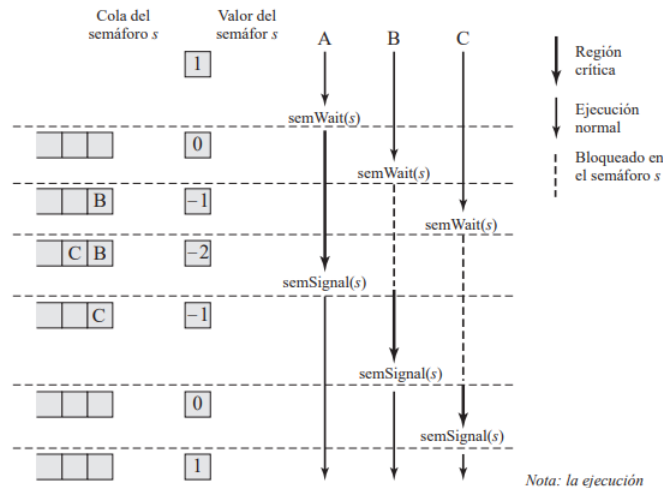 Cola del
semáforo s
Valor del
semáfor s
A
B
C
1
Región
crítica
Ejecución
normal
Bloqueado en
el semáforo s
semWait(s)
0
semWait(s)
B
–1
semWait(s)
C B
–2
semSignal(s)
C
–1
semSignal(s)
0
semSignal(s)
1
Nota: la ejecución